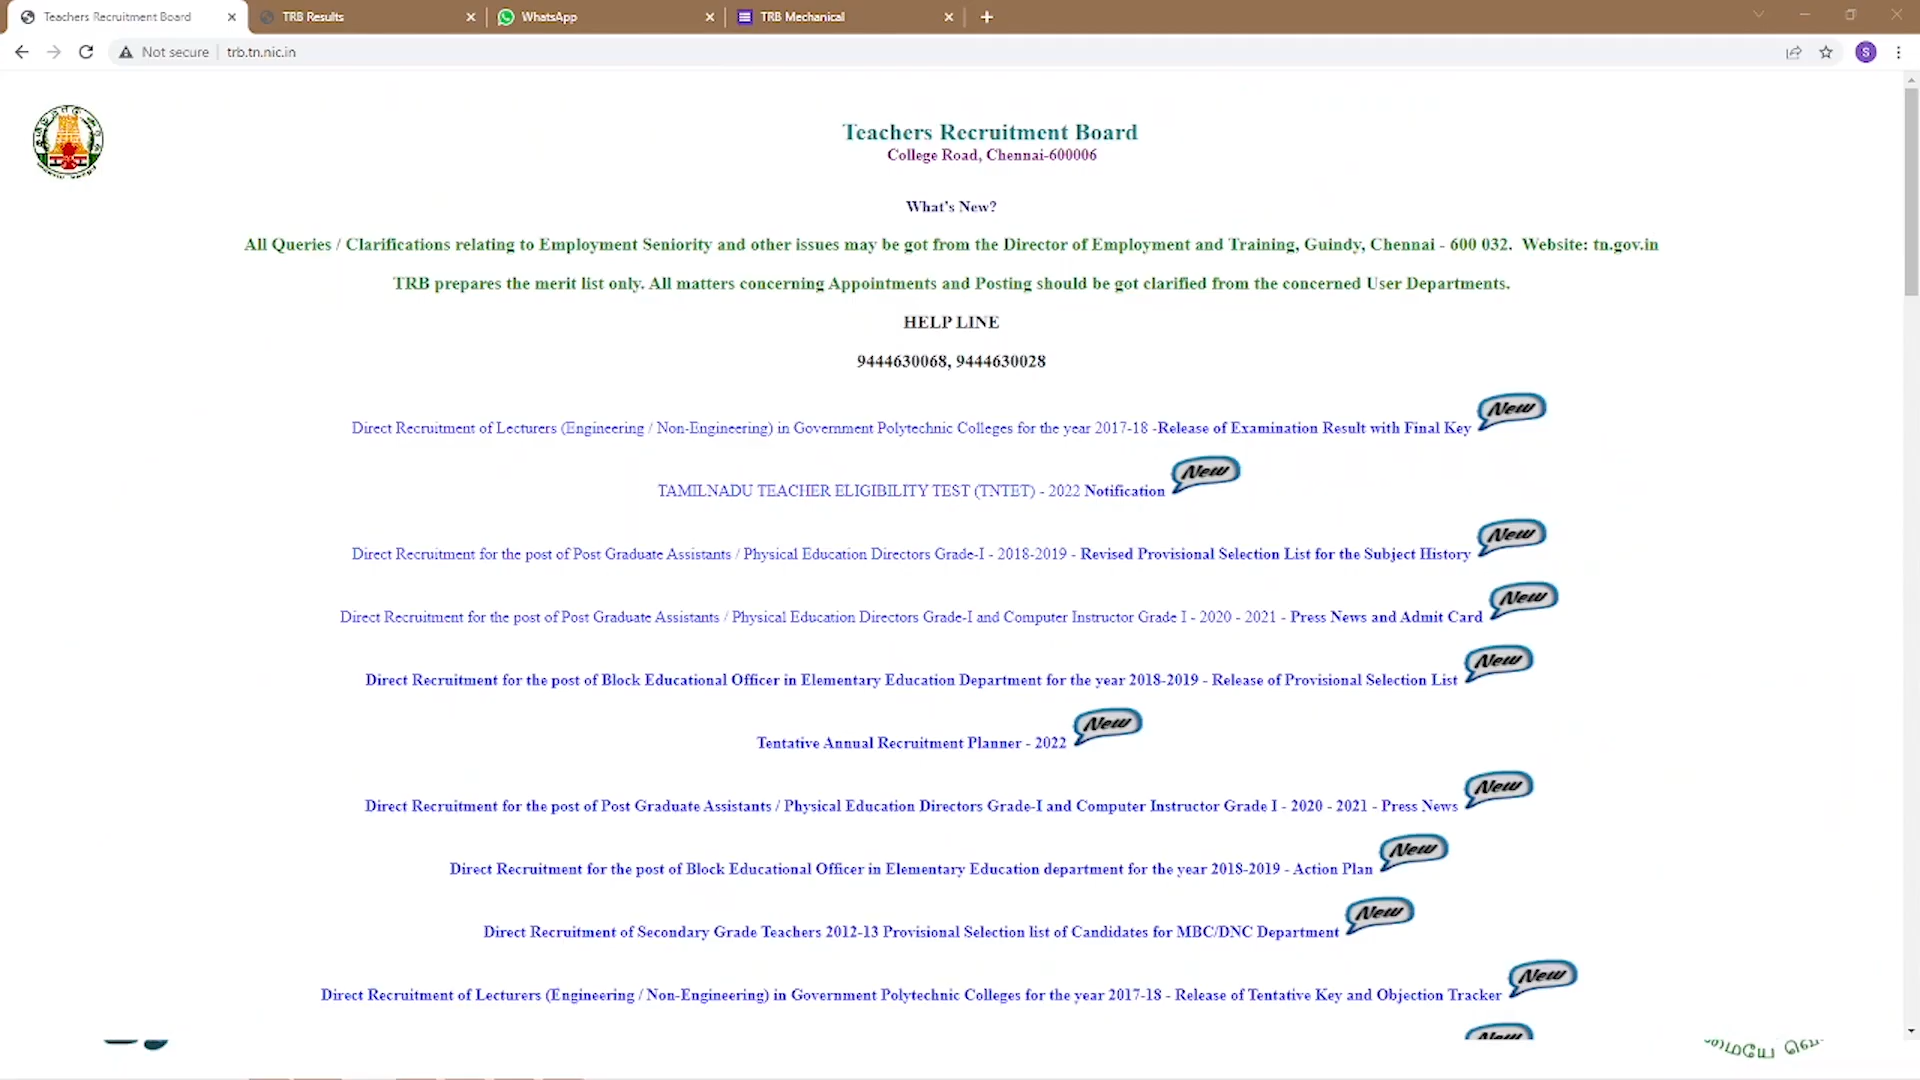 Teachers Recruitment Board
TRB Results
WhatsApp
TRB Mechanical
Not secure
trb.tn.nic.in
S
Teachers Recruitment Board
College Road, Chennai-600006
What's New?
All Queries / Clarifications relating to Employment Seniority and other issues may be got from the Director of Employment and Training, Guindy, Chennai - 600 032. Website: tn.gov.in
TRB prepares the merit list only. All matters concerning Appointments and Posting should be got clarified from the concerned User Departments.
HELP LINE
9444630068, 9444630028
Direct Recruitment of Lecturers (Engineering / Non-Engineering) in Government Polytechnic Colleges for the year 2017-18 -Release of Examination Result with Final Key New
TAMILNADU TEACHER ELIGIBILITY TEST (TNTET) - 2022 Notification New
Direct Recruitment for the post of Post Graduate Assistants / Physical Education Directors Grade-I - 2018-2019 - Revised Provisional Selection List for the Subject History New
Direct Recruitment for the post of Post Graduate Assistants / Physical Education Directors Grade-I and Computer Instructor Grade I - 2020 - 2021 - Press News and Admit Card New
Direct Recruitment for the post of Block Educational Officer in Elementary Education Department for the year 2018-2019 - Release of Provisional Selection List New
Tentative Annual Recruitment Planner - 2022 New
Direct Recruitment for the post of Post Graduate Assistants / Physical Education Directors Grade-I and Computer Instructor Grade I - 2020 - 2021 - Press News New
Direct Recruitment for the post of Block Educational Officer in Elementary Education department for the year 2018-2019 - Action Plan New
Direct Recruitment of Secondary Grade Teachers 2012-13 Provisional Selection list of Candidates for MBC/DNC Department New
Direct Recruitment of Lecturers (Engineering / Non-Engineering) in Government Polytechnic Colleges for the year 2017-18 - Release of Tentative Key and Objection Tracker New
New